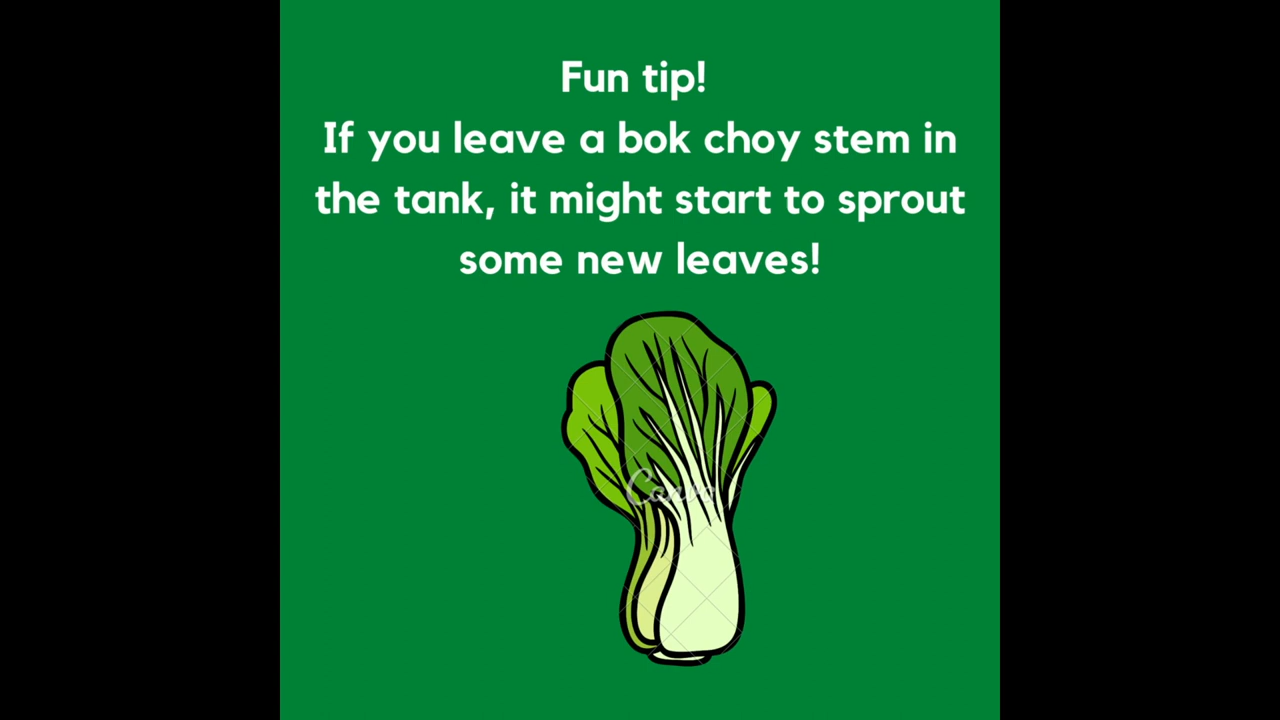 Fun tip!
If you leave a bok choy stem in
the tank, it might start to sprout
some new leaves!
Canva